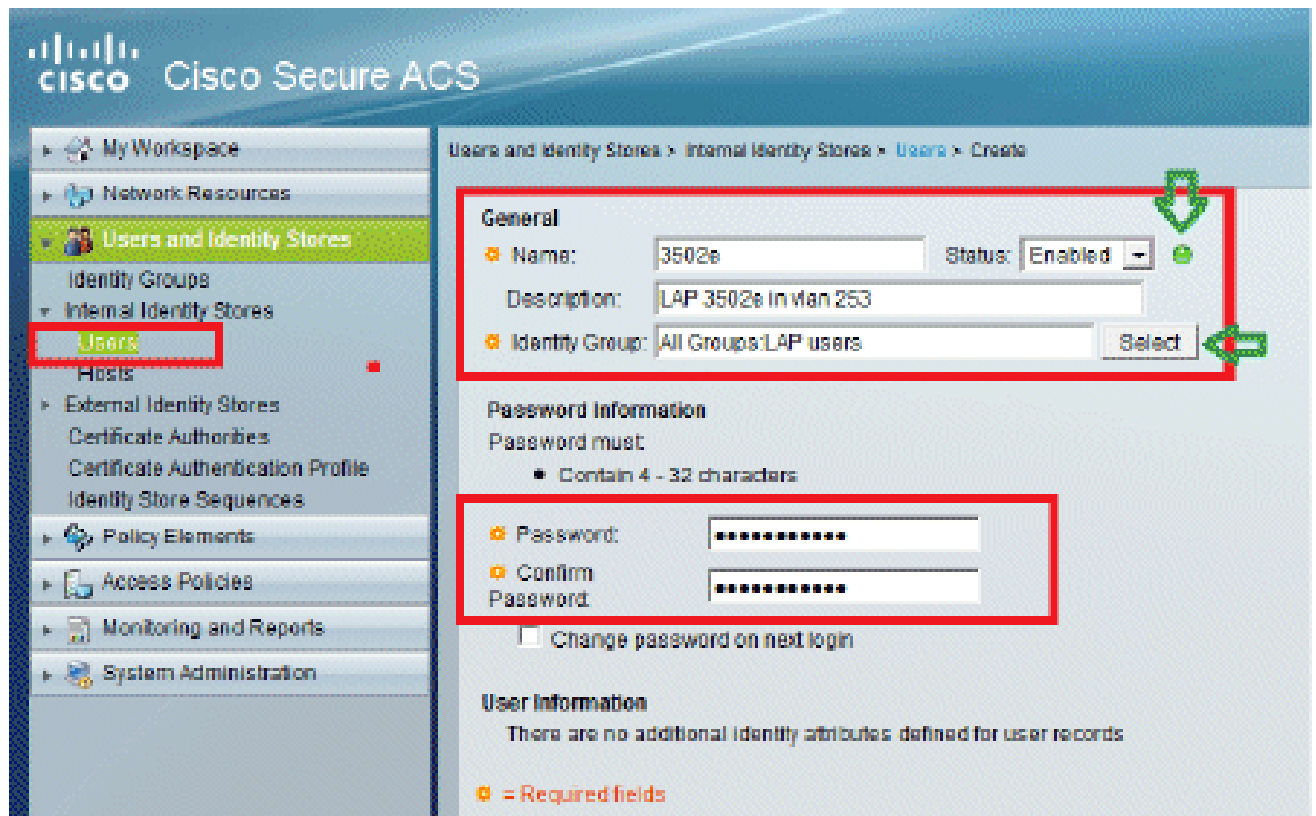 CISCO Cisco Secure ACS
My Workspace
Network Resources
Users and Identity Stores
Identity Groups
Internal Identity Stores
Users
Hosts
External Identity Stores
Certificate Authorities
Certificate Authentication Profile
Identity Store Sequences
Policy Elements
Access Policies
Monitoring and Reports
System Administration
Users and Identity Stores > Internal Identity Stores > Users > Create
General
Name: 3502e Status: Enabled
Description: LAP 3502e in vlan 253
Identity Group: All Groups:LAP users Select
Password Information
Password must:
• Contain 4 - 32 characters
Password: •••••••••••
Confirm
Password: •••••••••••
Change password on next login
User Information
There are no additional identity attributes defined for user records
= Required fields